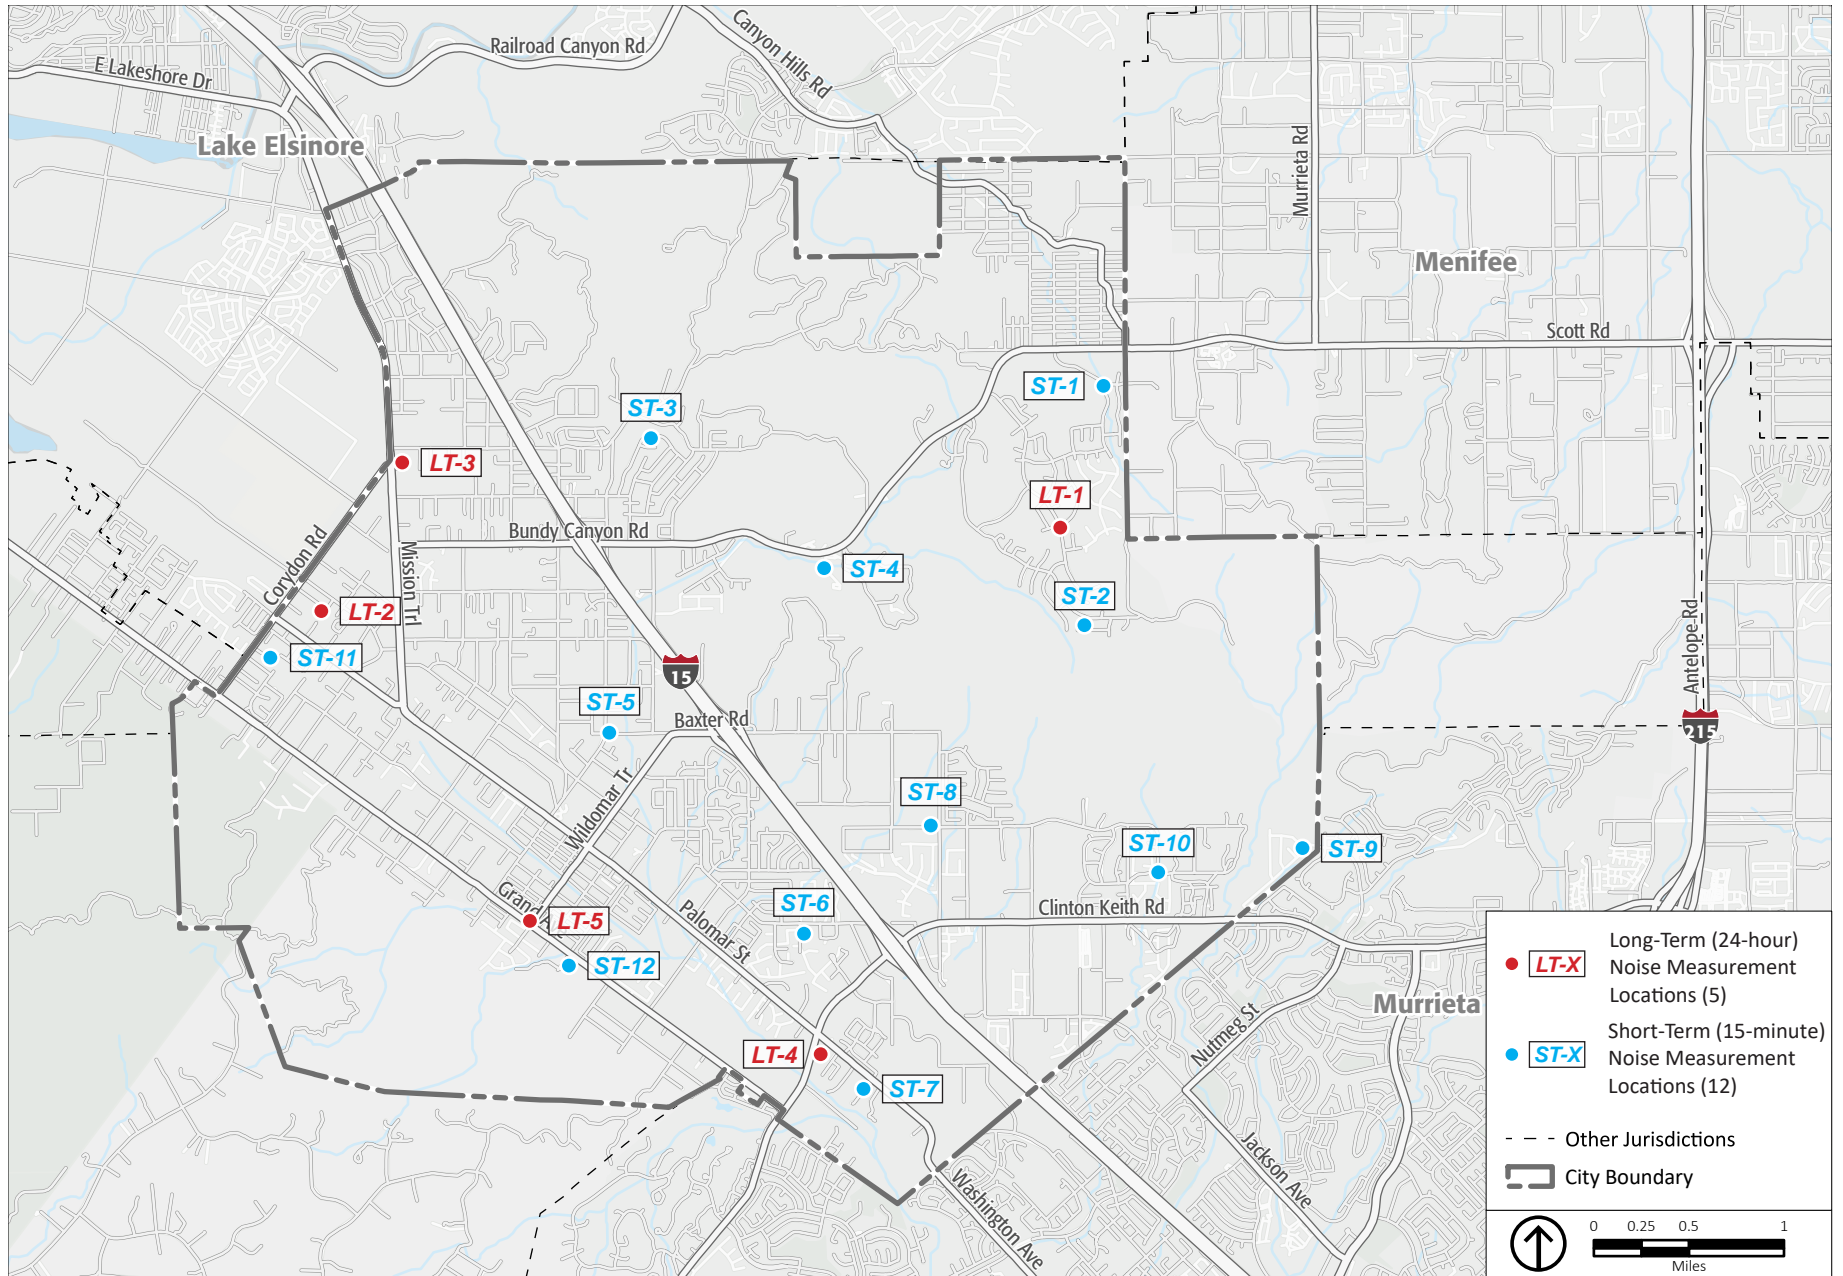 Railroad Canyon Rd
Canyon Hills Rd
E Lakeshore Dr
Lake Elsinore
Murrieta Rd
Menifee
Scott Rd
ST-1
ST-3
LT-3
LT-1
Bundy Canyon Rd
Corydon Rd
Mission Trl
ST-4
ST-2
LT-2
ST-11
Antelope Rd
15
ST-5
Baxter Rd
215
Wildomar Tr
ST-8
ST-10
ST-9
Grand
LT-5
ST-6
Palomar St
Clinton Keith Rd
ST-12
Murrieta
Nutmeg St
LT-4
ST-7
Jackson Ave
Washington Ave
LT-X
Long-Term (24-hour)
Noise Measurement
Locations (5)
ST-X
Short-Term (15-minute)
Noise Measurement
Locations (12)
Other Jurisdictions
City Boundary
0 0.25 0.5 1
Miles